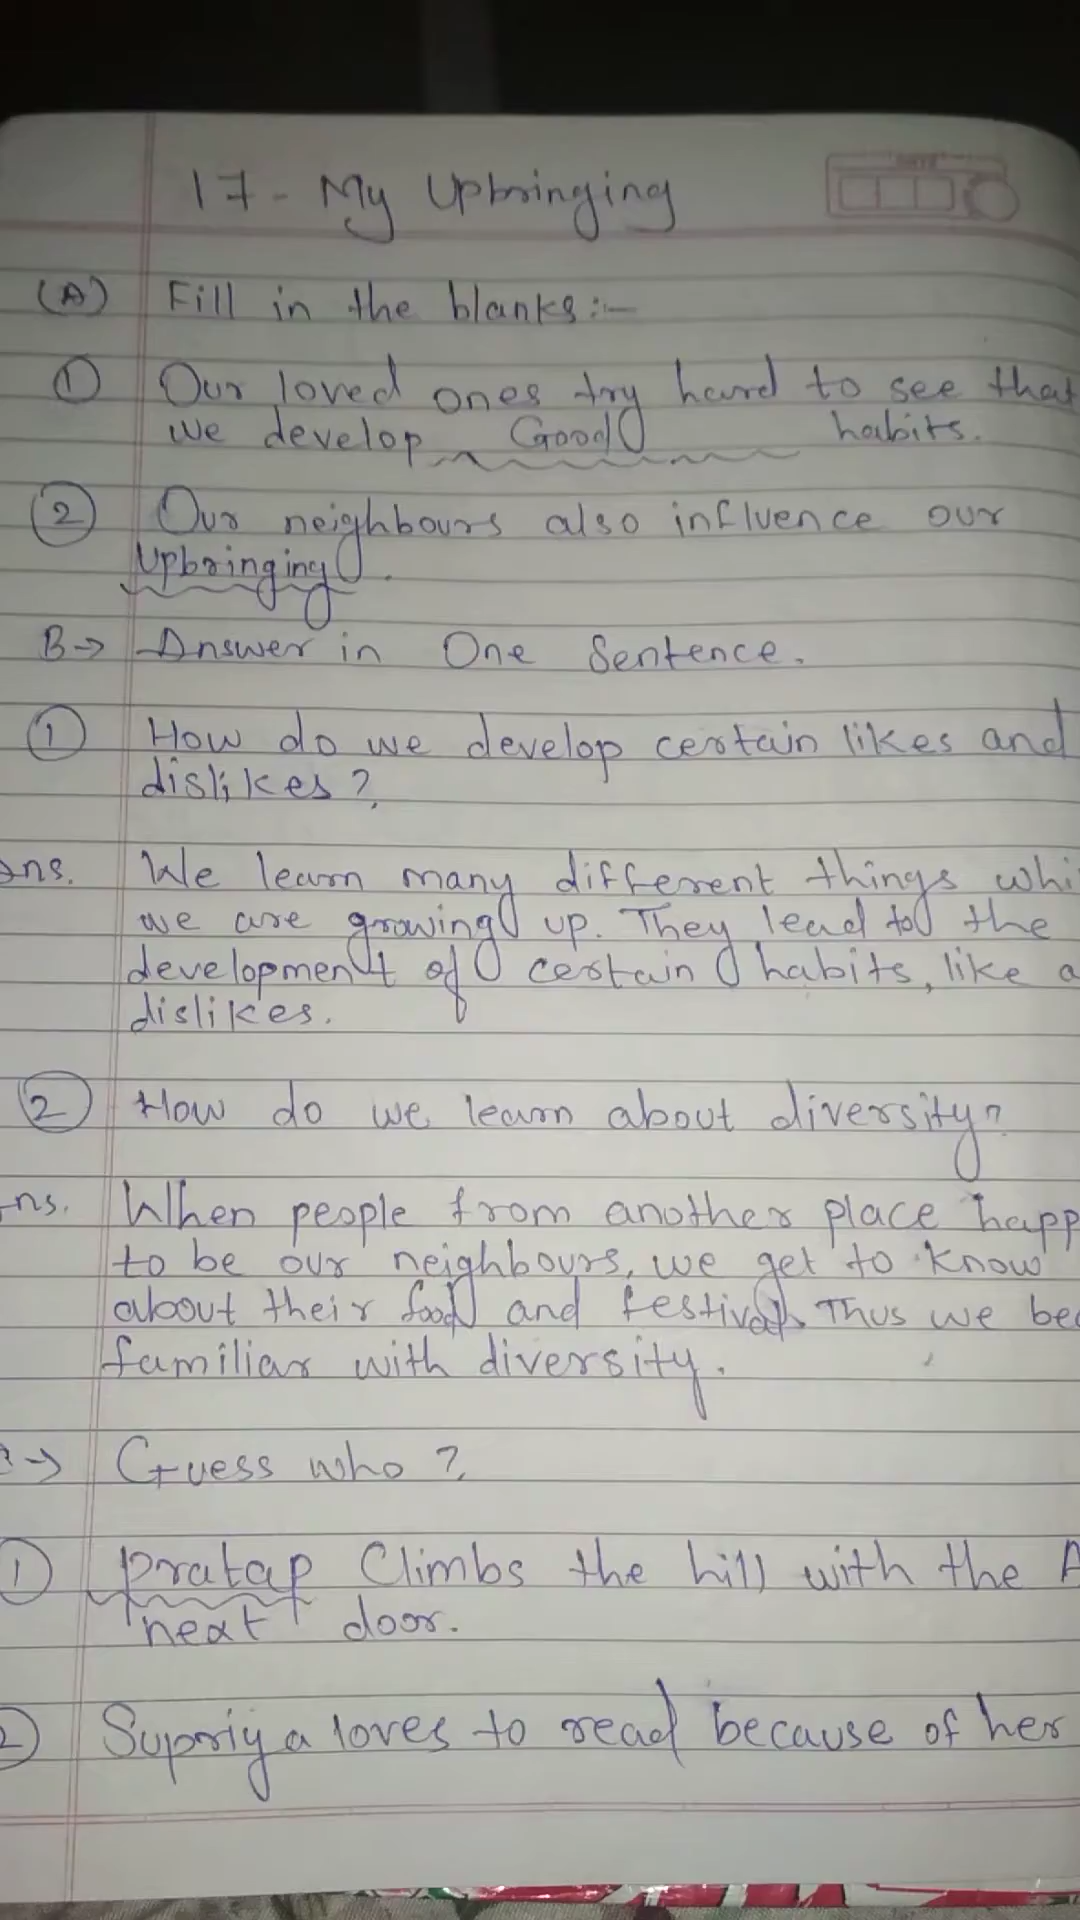 17 - My Upbringing
(A) Fill in the blanks :-
① Our loved ones try hard to see that
we develop Good habits.
② Our neighbours also influence our
Upbringing.
B→ Answer in One Sentence.
① How do we develop certain likes and
dislikes?
Ans. We learn many different things whi
we are growing up. They lead to the
development of certain habits, like a
dislikes.
② How do we learn about diversity?
ns. When people from another place happ
to be our neighbours, we get to know
about their food and festivals Thus we bec
familiar with diversity.
→ Guess who?
① Pratap Climbs the hill with the A
next door.
② Supriya loves to read because of her